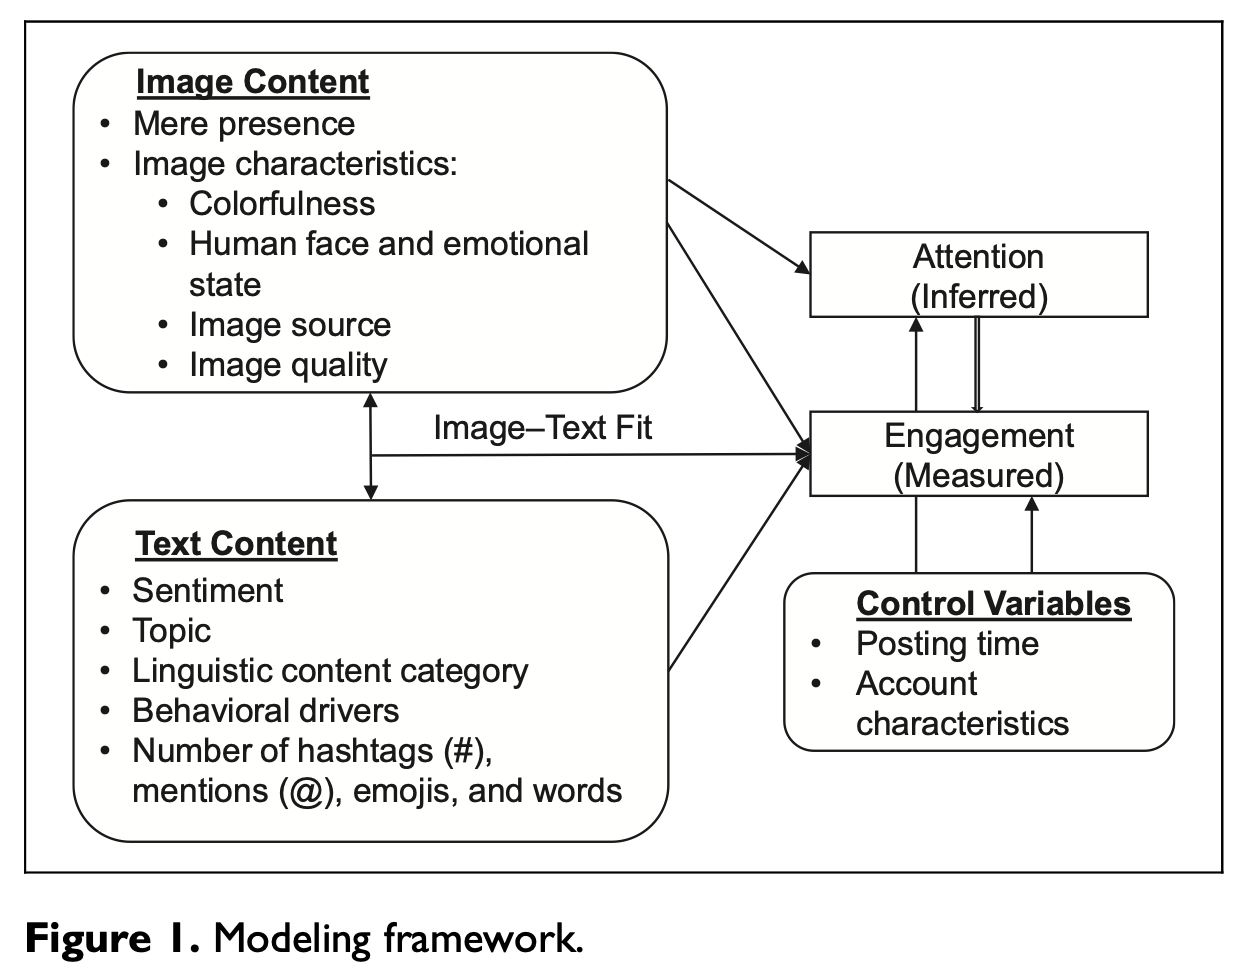 Image Content
• Mere presence
• Image characteristics:
• Colorfulness
• Human face and emotional
state
• Image source
• Image quality
Image–Text Fit
Text Content
• Sentiment
• Topic
• Linguistic content category
• Behavioral drivers
• Number of hashtags (#),
mentions (@), emojis, and words
Attention
(Inferred)
Engagement
(Measured)
Control Variables
• Posting time
• Account
characteristics
Figure 1. Modeling framework.